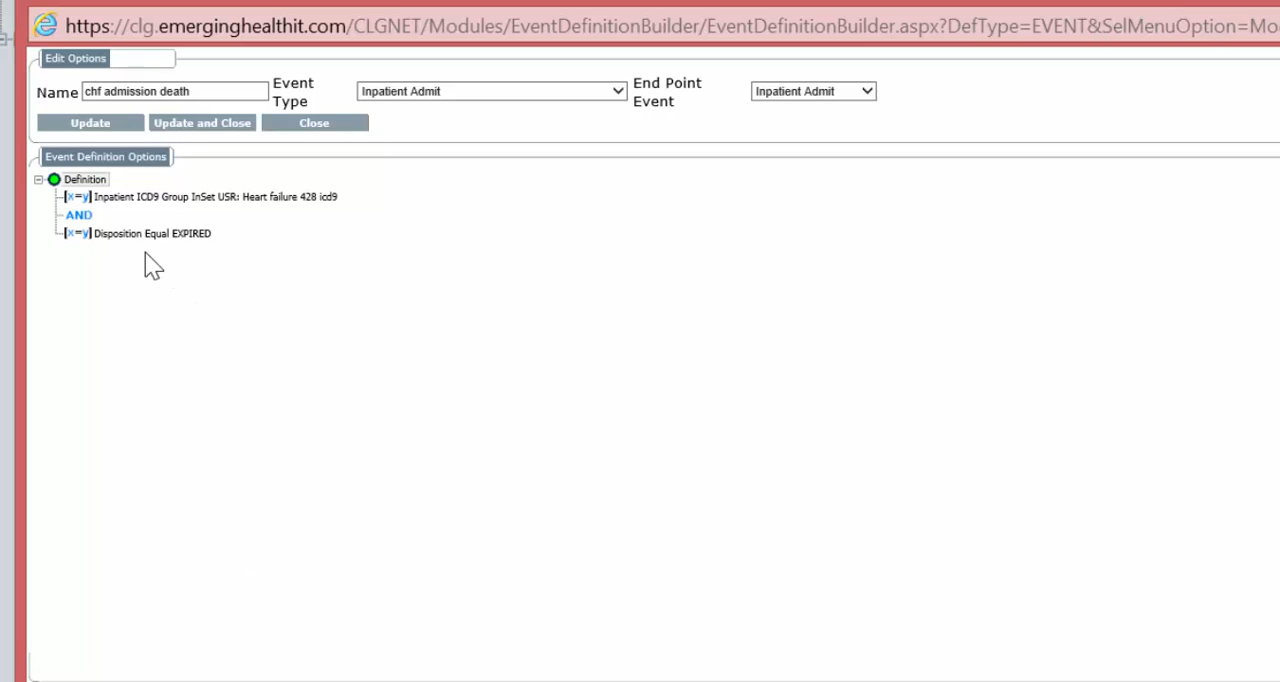 https://clg.emerginghealthit.com/CLGNET/Modules/EventDefinitionBuilder/EventDefinitionBuilder.aspx?DefType=EVENT&SelMenuOption=Mo
Edit Options
Name chf admission death Event Type Inpatient Admit End Point Event Inpatient Admit
Update Update and Close Close
Event Definition Options
Definition
[x=y] Inpatient ICD9 Group InSet USR: Heart failure 428 icd9
AND
[x=y] Disposition Equal EXPIRED